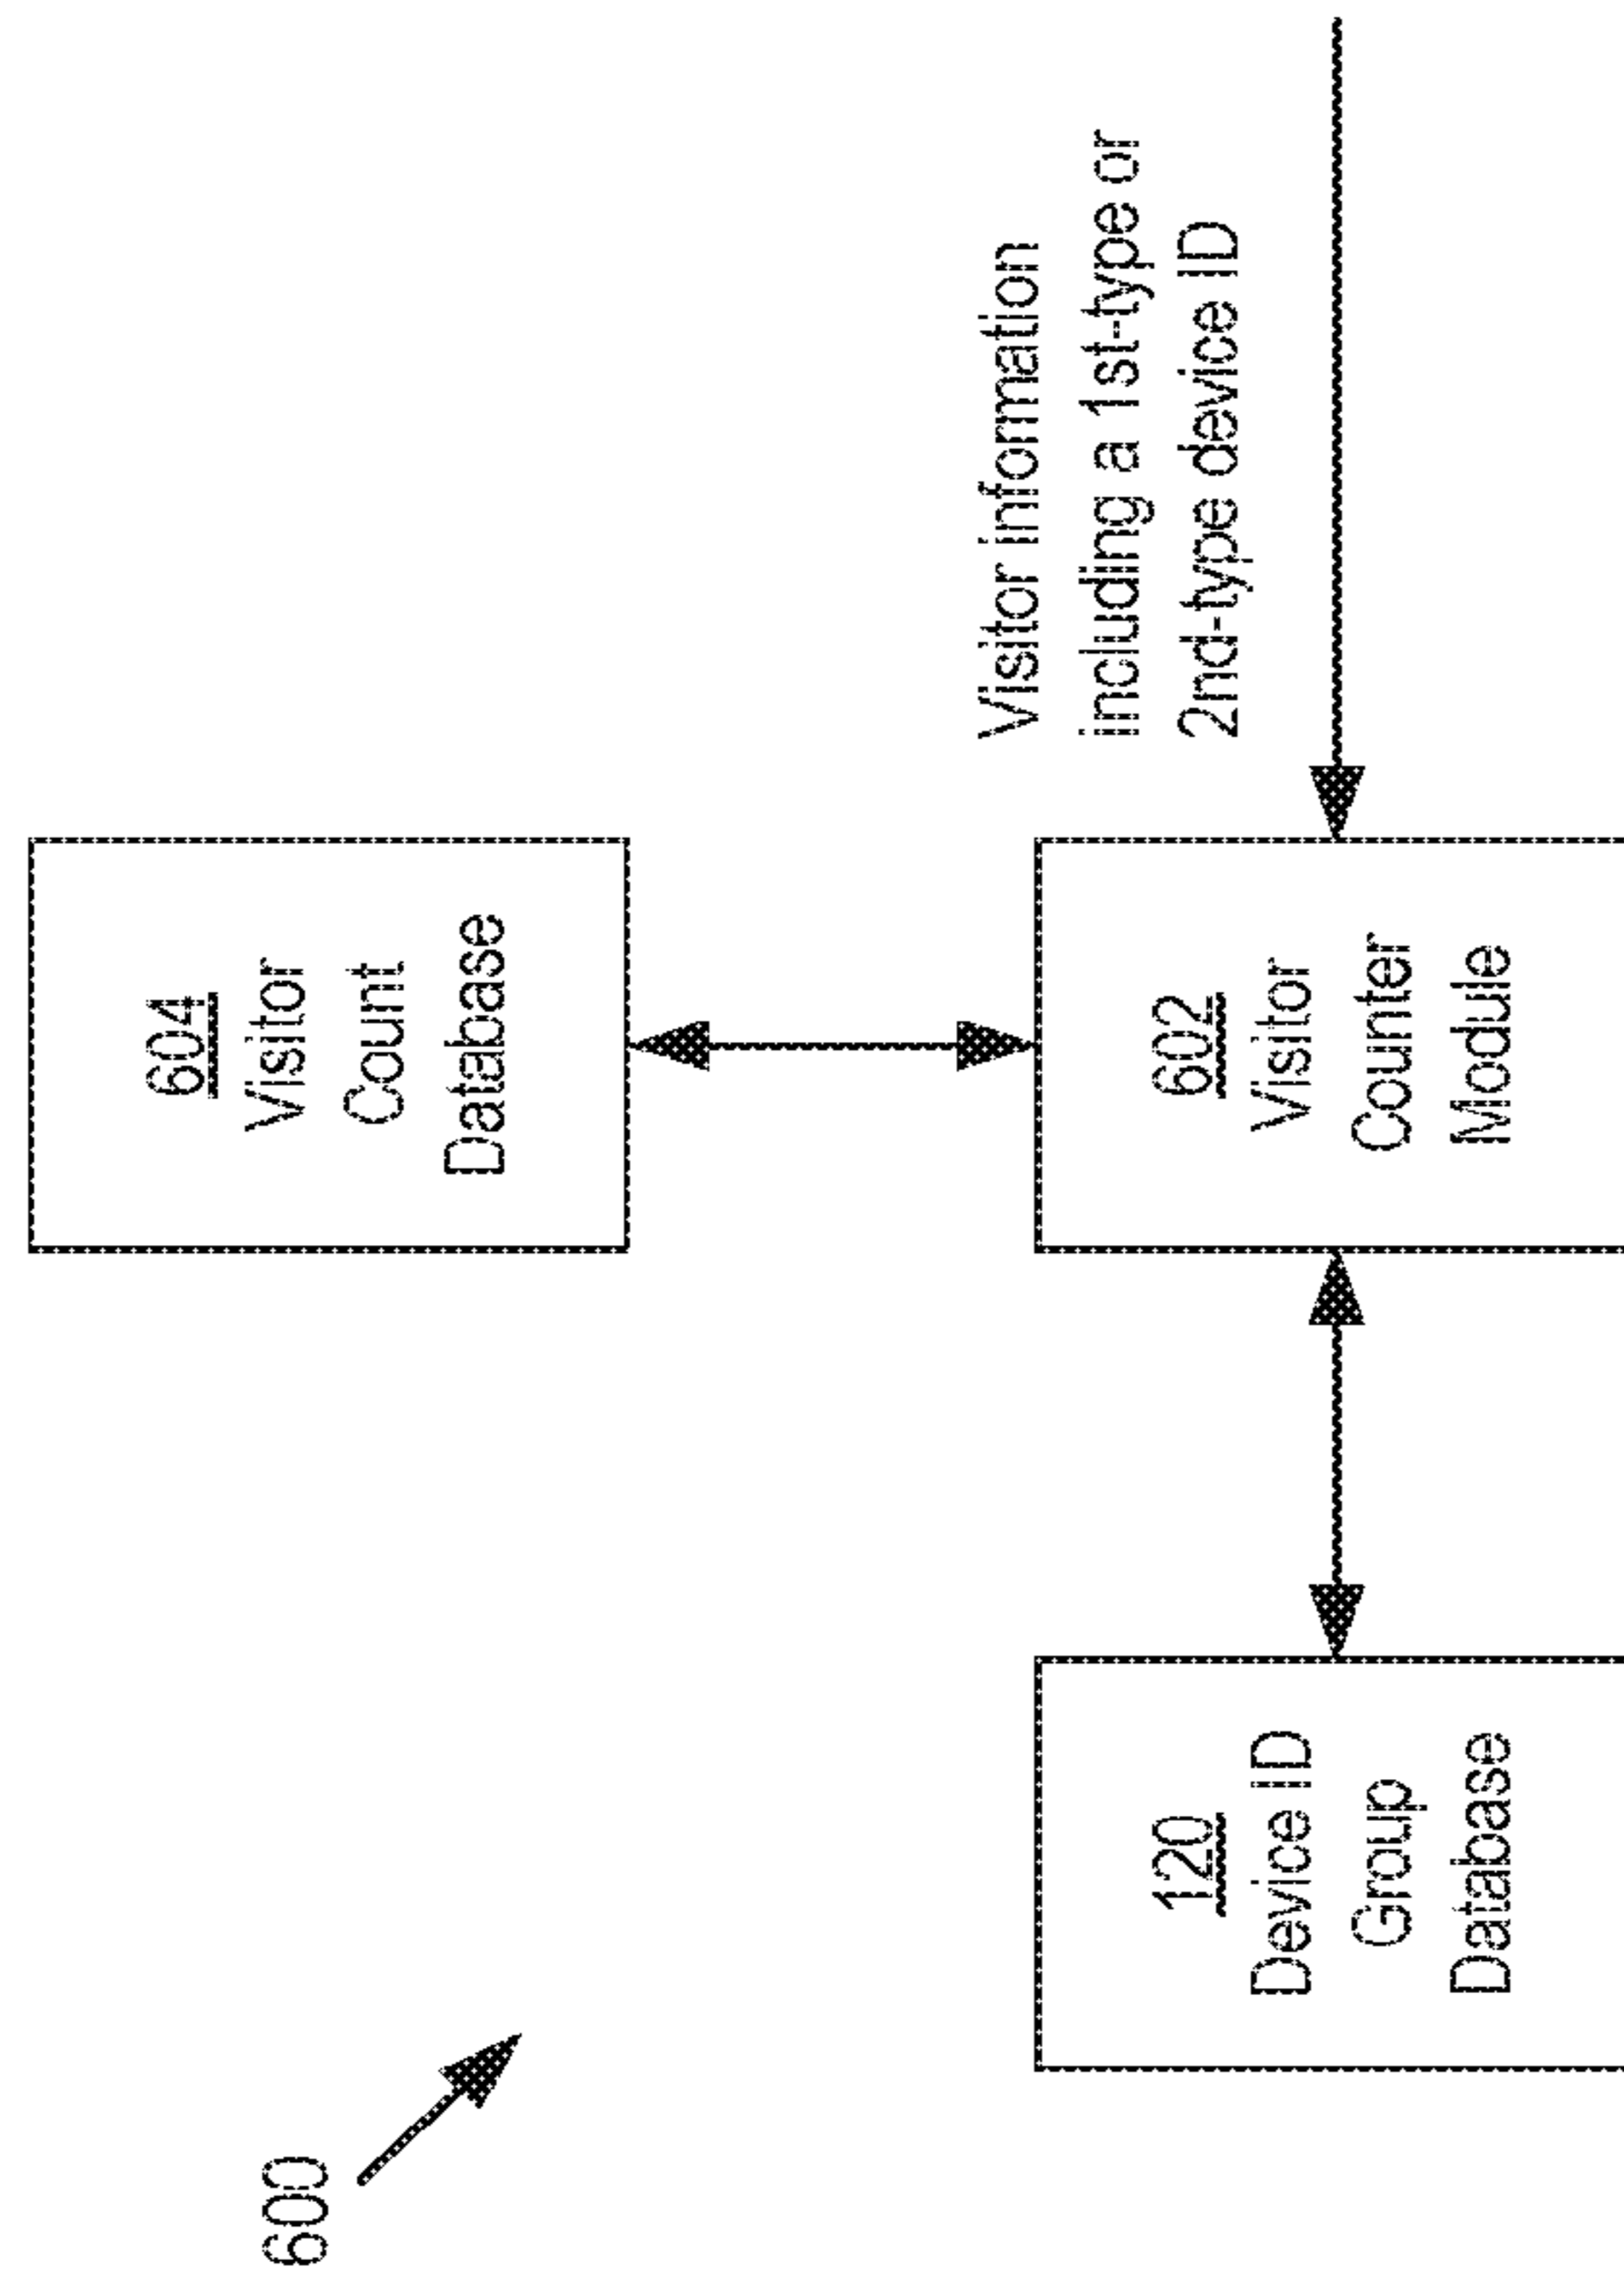 600
604
Visitor
Count
Database
120
Device ID
Group
Database
602
Visitor
Counter
Module
Visitor information
including a 1st-type or
2nd-type device ID